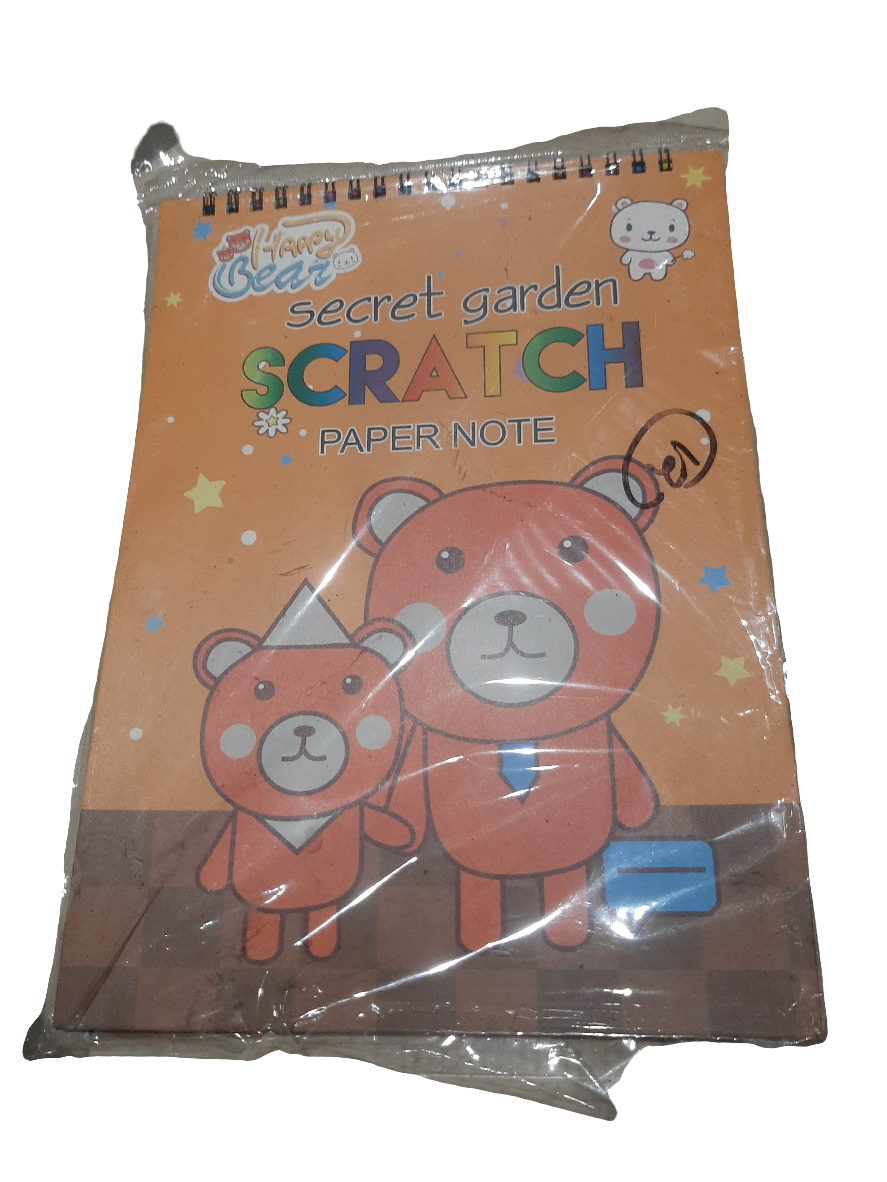 Happy
Bear
secret garden
SCRATCH
PAPER NOTE